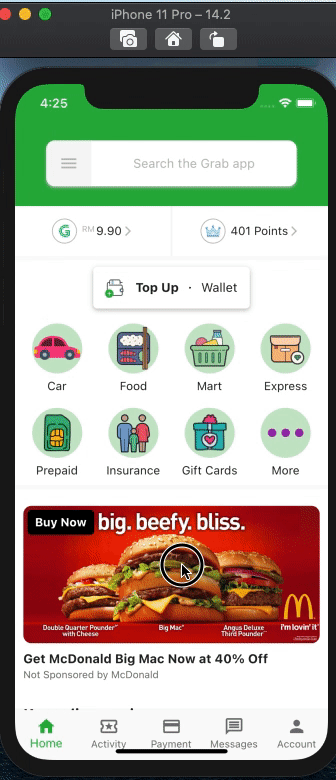 iPhone 11 Pro – 14.2
4:25
Search the Grab app
RM 9.90
401 Points
Top Up · Wallet
Car
Food
Mart
Express
Prepaid
Insurance
Gift Cards
More
Buy Now
big. beefy. bliss.
Double Quarter Pounder™
with Cheese
Big Mac™
Angus Deluxe
Third Pounder™
i'm lovin' it
Get McDonald Big Mac Now at 40% Off
Not Sponsored by McDonald
Home
Activity
Payment
Messages
Account